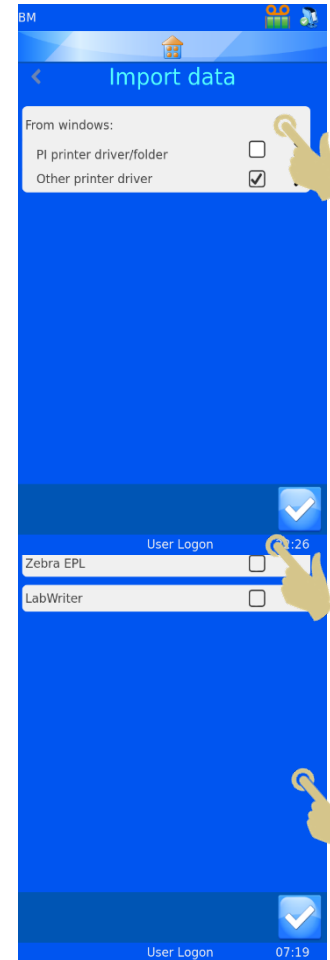 BM
Import data
From windows:
PI printer driver/folder
Other printer driver
User Logon
:26
Zebra EPL
LabWriter
User Logon 07:19